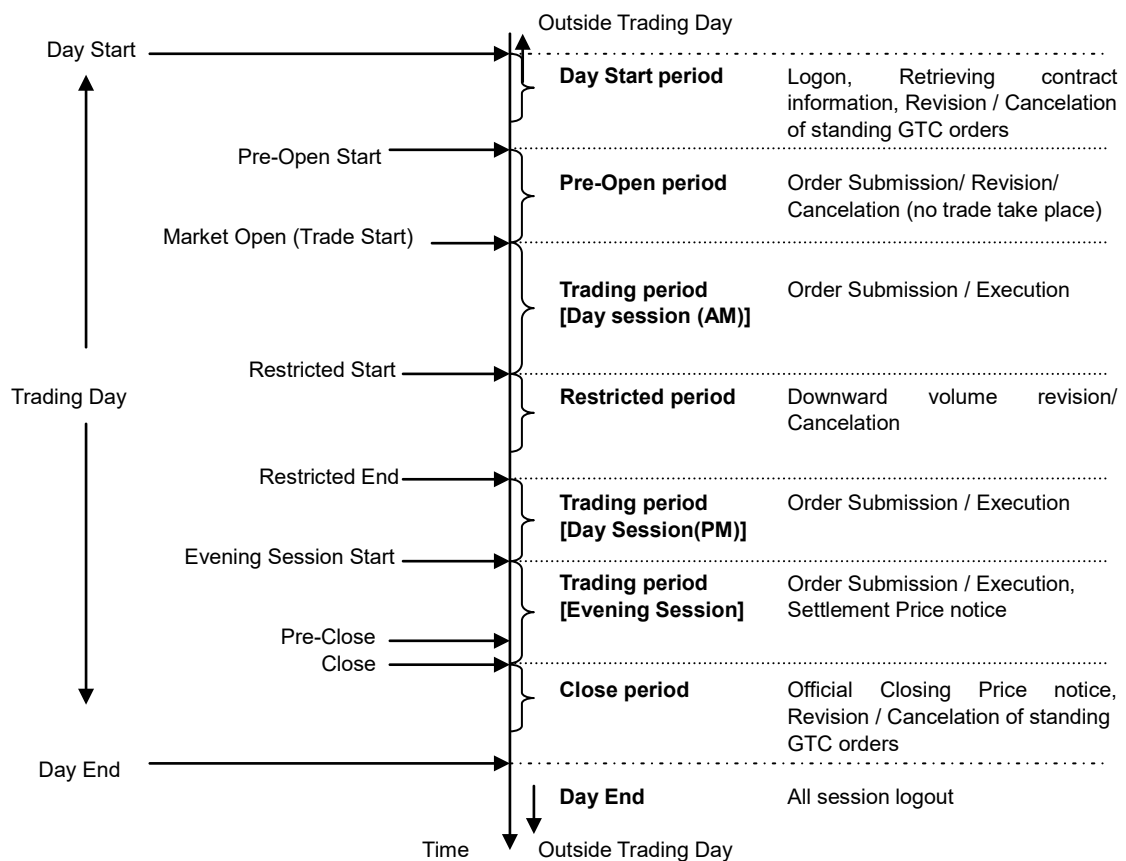 Outside Trading Day
Day Start
Day Start period
Logon, Retrieving contract
information, Revision / Cancelation
of standing GTC orders
Pre-Open Start
Pre-Open period
Order Submission/ Revision/
Cancelation (no trade take place)
Market Open (Trade Start)
Trading period
[Day session (AM)]
Order Submission / Execution
Restricted Start
Trading Day
Restricted period
Downward volume revision/
Cancelation
Restricted End
Trading period
[Day Session(PM)]
Order Submission / Execution
Evening Session Start
Trading period
[Evening Session]
Order Submission / Execution,
Settlement Price notice
Pre-Close
Close
Close period
Official Closing Price notice,
Revision / Cancelation of standing
GTC orders
Day End
Day End
All session logout
Time
Outside Trading Day